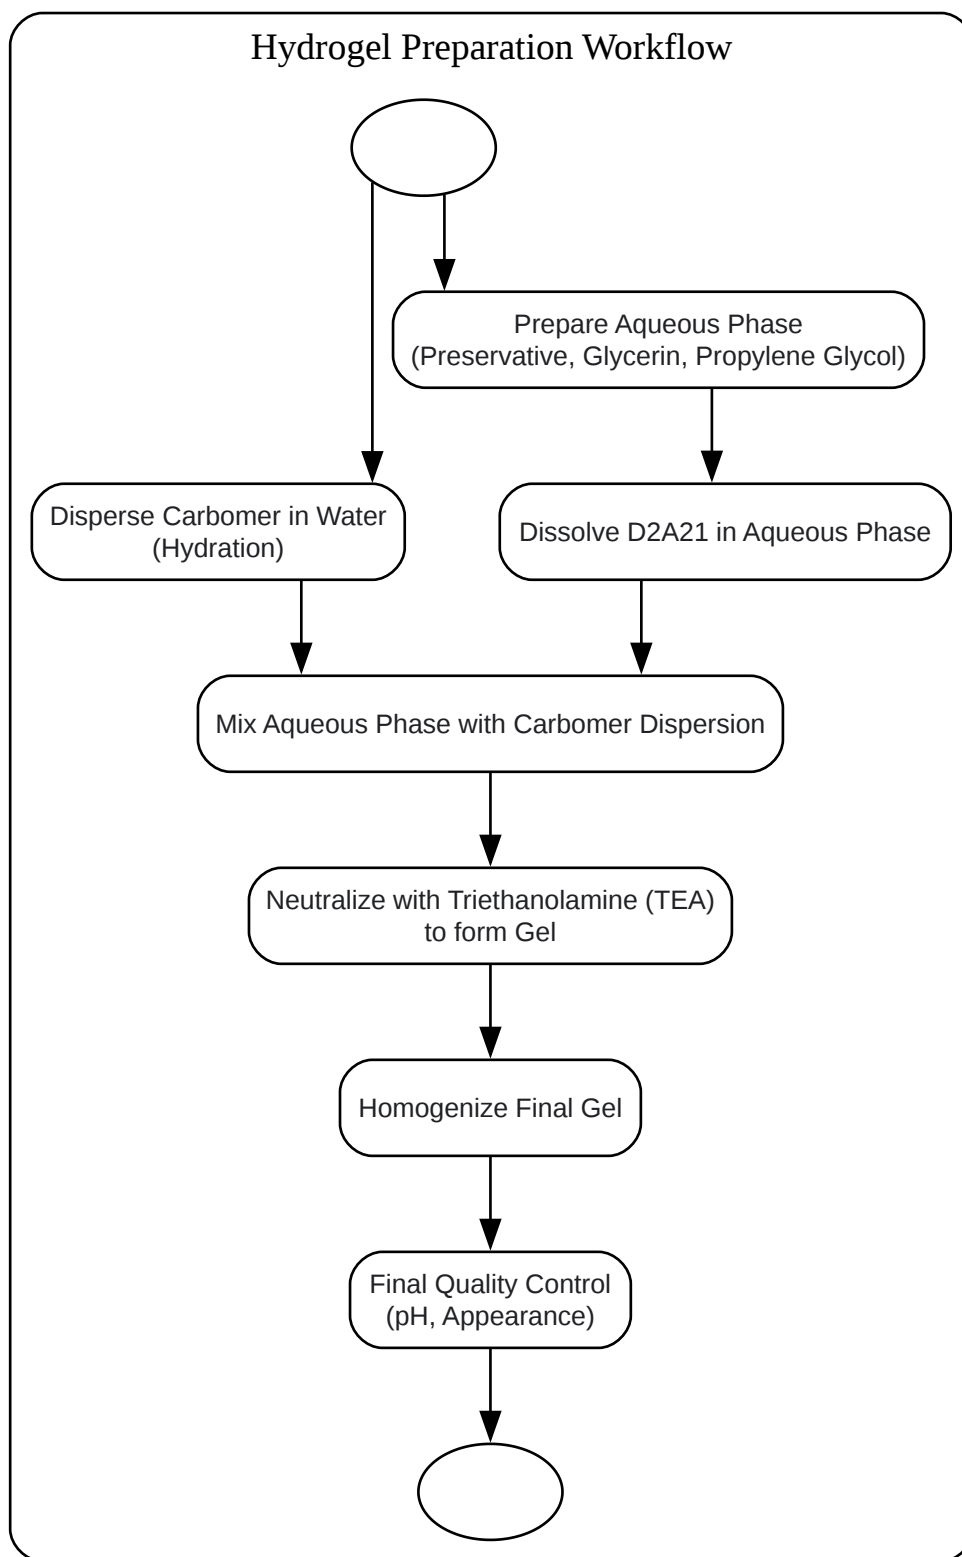 Hydrogel Preparation Workflow
Prepare Aqueous Phase
(Preservative, Glycerin, Propylene Glycol)
Disperse Carbomer in Water
(Hydration)
Dissolve D2A21 in Aqueous Phase
Mix Aqueous Phase with Carbomer Dispersion
Neutralize with Triethanolamine (TEA)
to form Gel
Homogenize Final Gel
Final Quality Control
(pH, Appearance)